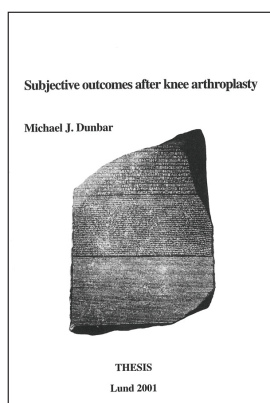 Subjective outcomes after knee arthroplasty
Michael J. Dunbar
THESIS
Lund 2001